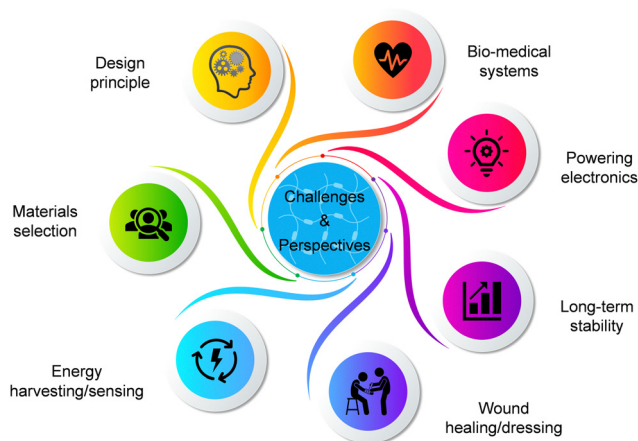 Design
principle
Bio-medical
systems
Powering
electronics
Materials
selection
Challenges
&
Perspectives
Long-term
stability
Energy
harvesting/sensing
Wound
healing/dressing